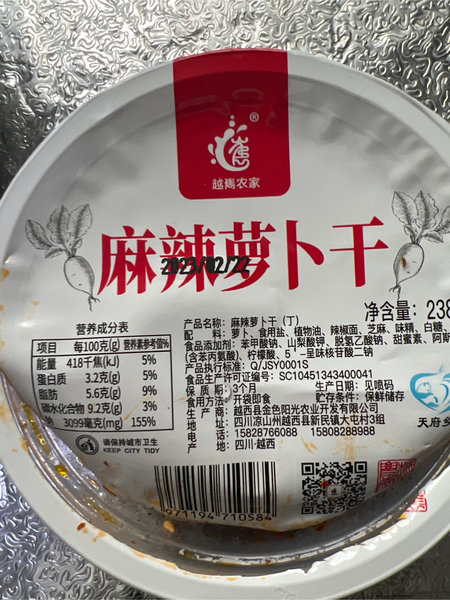 ®
越嶲农家
麻辣萝卜干
2023/02/22
净含量：238
营养成分表
项目 每100克(g) 营养素参考值%
能量 418千焦(kJ) 5%
蛋白质 3.2克(g) 5%
脂肪 5.6克(g) 9%
碳水化合物 9.2克(g) 3%
3099毫克(mg) 155%
请保持城市卫生
KEEP CITY TIDY
产品名称：麻辣萝卜干（丁）
配 料：萝卜、食用盐、植物油、辣椒面、芝麻、味精、白糖、
食品添加剂：苯甲酸钠、山梨酸钾、脱氢乙酸钠、甜蜜素、阿斯
(含苯丙氨酸)、柠檬酸、5'-呈味核苷酸二钠
产品执行标准：Q/JSY0001S
食品生产许可证编号：SC10451343400041
保质期：3个月 生产日期：见喷码
食用方法：开袋即食 贮存条件：保鲜储存
生产商：越西县金色阳光农业开发有限公司
地址：四川凉山州越西县新民镇大屯村3组
电话：15828766088 15808288988
产地：四川·越西
971194 710584
天府乡